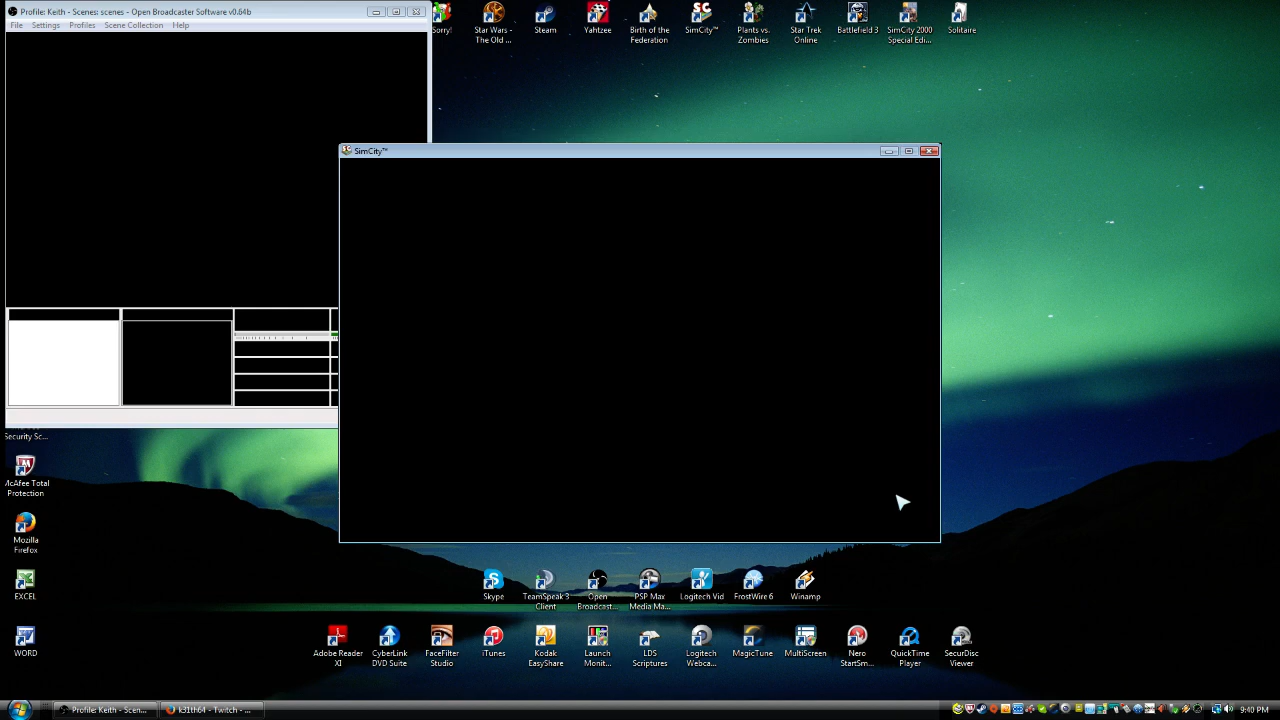 Profile: Keith - Scenes: scenes - Open Broadcaster Software v0.64b
File Settings Profiles Scene Collection Help
Sorry!
Star Wars -
The Old ...
Steam
Yahtzee
Birth of the
Federation
SimCity™
Plants vs.
Zombies
Star Trek
Online
Battlefield 3
SimCity 2000
Special Edi...
Solitaire
SimCity™
Security Sc...
McAfee Total
Protection
Mozilla
Firefox
EXCEL
WORD
Skype
TeamSpeak 3
Client
Open
Broadcast...
PSP Max
Media Ma...
Logitech Vid
FrostWire 6
Winamp
Adobe Reader
XI
CyberLink
DVD Suite
FaceFilter
Studio
iTunes
Kodak
EasyShare
Launch
Monit...
LDS
Scriptures
Logitech
Webca...
MagicTune
MultiScreen
Nero
StartSm...
QuickTime
Player
SecurDisc
Viewer
Profile: Keith - Scen...
k31th64 - Twitch - ...
9:40 PM